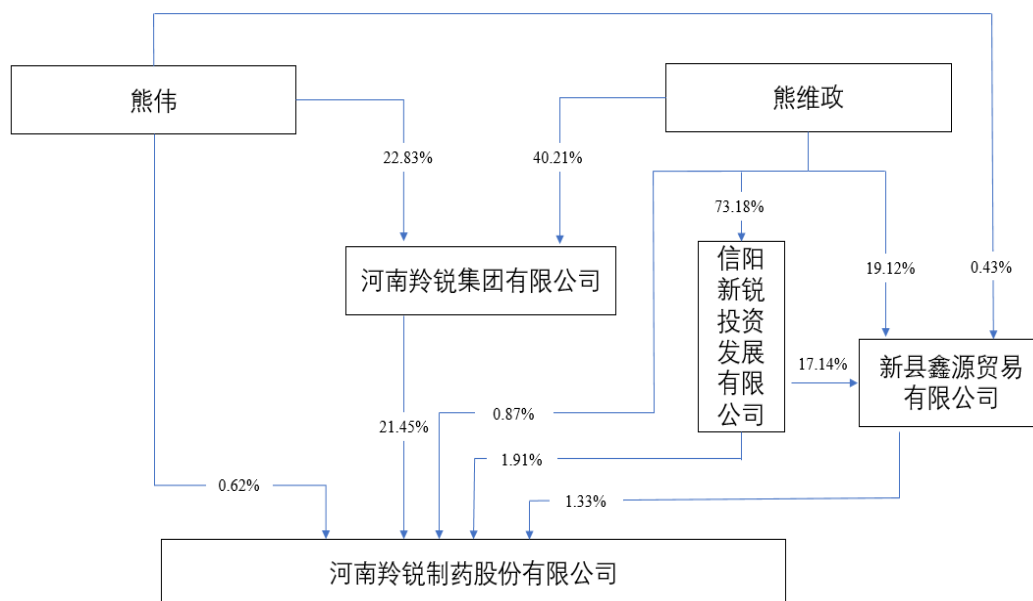 熊伟
熊维政
22.83%
40.21%
73.18%
19.12%
0.43%
河南羚锐集团有限公司
信阳
新锐
投资
发展
有限
公司
17.14%
新县鑫源贸易
有限公司
21.45%
0.87%
1.91%
0.62%
1.33%
河南羚锐制药股份有限公司